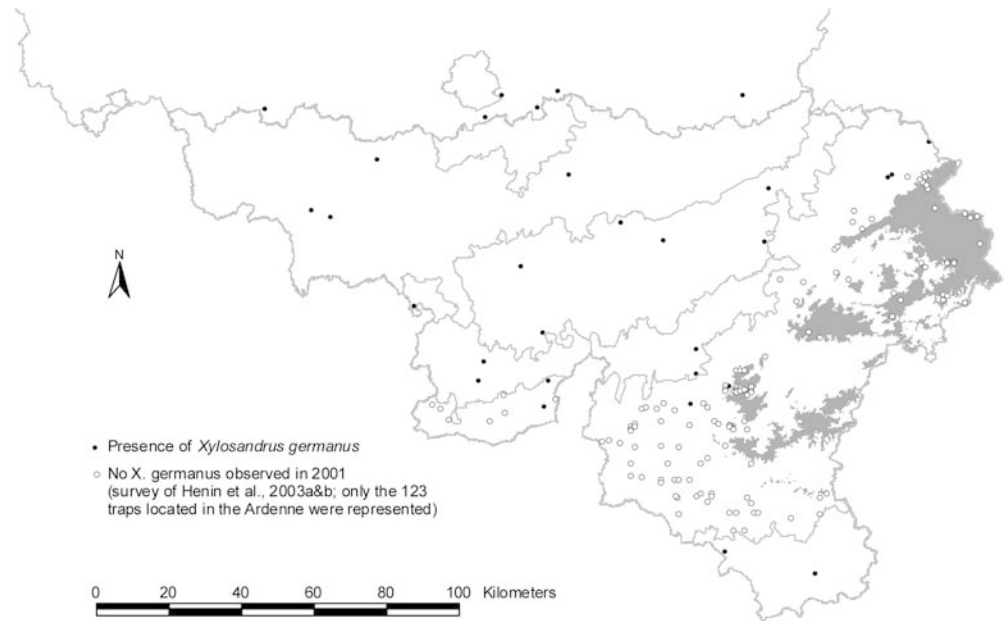 N
Presence of Xylosandrus germanus
No X. germanus observed in 2001
(survey of Henin et al., 2003a&b; only the 123
traps located in the Ardenne were represented)
0 20 40 60 80 100 Kilometers